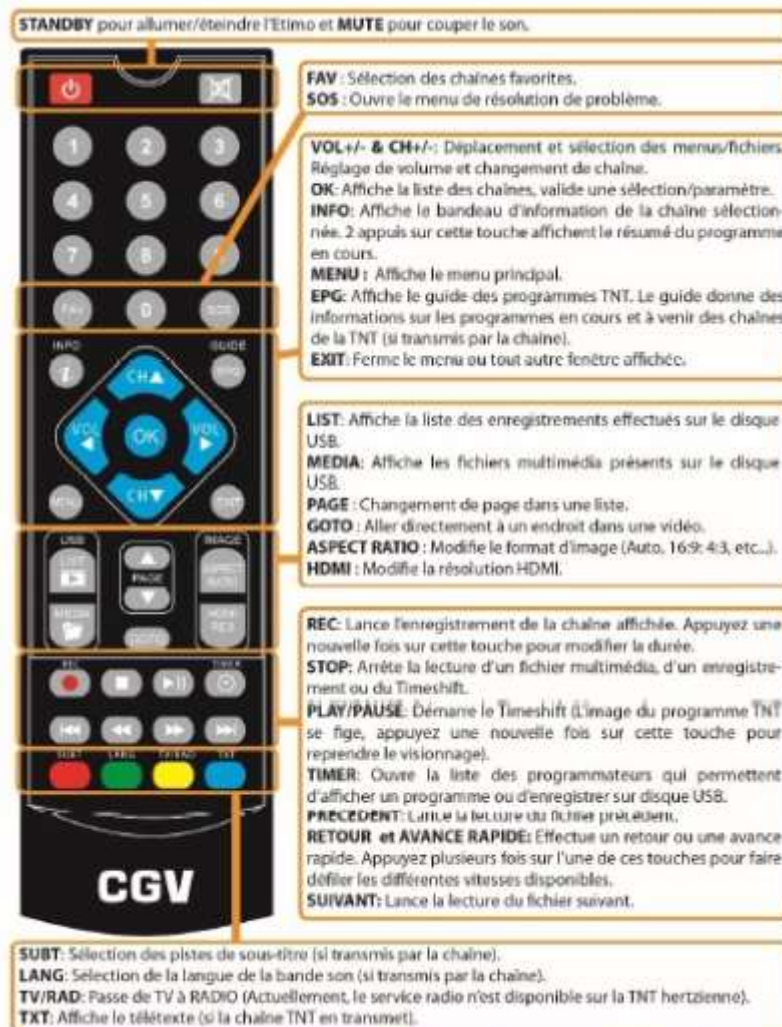 STANDBY pour allumer/éteindre l'Etimo et MUTE pour couper le son.
FAV : Sélection des chaînes favorites.
SOS : Ouvre le menu de résolution de problème.
VOL+/- & CH+/-: Déplacement et sélection des menus/fichiers
Réglage de volume et changement de chaîne.
OK: Affiche la liste des chaînes, valide une sélection/paramètre.
INFO: Affiche le bandeau d'information de la chaîne sélection-
née. 2 appuis sur cette touche affichent le résumé du programme
en cours.
MENU : Affiche le menu principal.
EPG: Affiche le guide des programmes TNT. Le guide donne des
informations sur les programmes en cours et à venir des chaînes
de la TNT (si transmis par la chaîne).
EXIT: Ferme le menu ou tout autre fenêtre affichée.
LIST: Affiche la liste des enregistrements effectués sur le disque
USB.
MEDIA: Affiche les fichiers multimédia présents sur le disque
USB.
PAGE : Changement de page dans une liste.
GOTO : Aller directement à un endroit dans une vidéo.
ASPECT RATIO : Modifie le format d'image (Auto, 16:9; 4:3, etc...).
HDMI : Modifie la résolution HDMI.
REC: Lance l'enregistrement de la chaîne affichée. Appuyez une
nouvelle fois sur cette touche pour modifier la durée.
STOP: Arrête la lecture d'un fichier multimédia, d'un enregistre-
ment ou du Timeshift.
PLAY/PAUSE: Démarre le Timeshift (L'image du programme TNT
se fige, appuyez une nouvelle fois sur cette touche pour
reprendre le visionnage).
TIMER: Ouvre la liste des programmateurs qui permettent
d'afficher un programme ou d'enregistrer sur disque USB.
PRECEDENT: Lance la lecture du fichier précédent.
RETOUR et AVANCE RAPIDE: Effectue un retour ou une avance
rapide. Appuyez plusieurs fois sur l'une de ces touches pour faire
défiler les différentes vitesses disponibles.
SUIVANT: Lance la lecture du fichier suivant.
1 2 3
4 5 6
7 8
FAV 0 SOS
INFO GUIDE
i
CH
VOL OK VOL
CH
MENU EXIT
USB IMAGE
LIST
PAGE
MEDIA
GOTO
REC TIMER
SUBT LANG TV/RAD TXT
CGV
SUBT: Sélection des pistes de sous-titre (si transmis par la chaîne).
LANG: Sélection de la langue de la bande son (si transmis par la chaîne).
TV/RAD: Passe de TV à RADIO (Actuellement, le service radio n'est disponible sur la TNT hertzienne).
TXT: Affiche le télétexte (si la chaîne TNT en transmet).